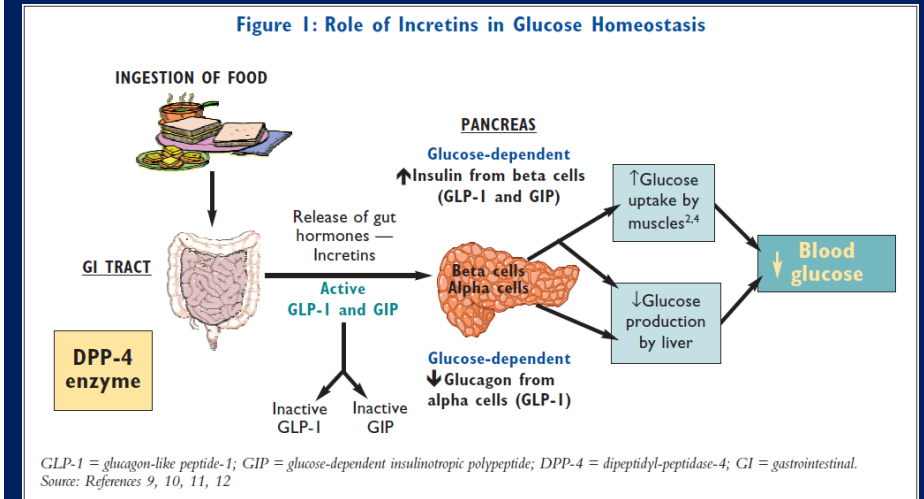 Figure 1: Role of Incretins in Glucose Homeostasis
INGESTION OF FOOD
PANCREAS
Glucose-dependent
↑Insulin from beta cells
(GLP-1 and GIP)
↑Glucose
uptake by
muscles2,4
Release of gut
hormones —
Incretins
GI TRACT
Active
GLP-1 and GIP
Beta cells
Alpha cells
↓ Blood
glucose
↓Glucose
production
by liver
DPP-4
enzyme
Glucose-dependent
↓Glucagon from
alpha cells (GLP-1)
Inactive
GLP-1
Inactive
GIP
GLP-1 = glucagon-like peptide-1; GIP = glucose-dependent insulinotropic polypeptide; DPP-4 = dipeptidyl-peptidase-4; GI = gastrointestinal.
Source: References 9, 10, 11, 12